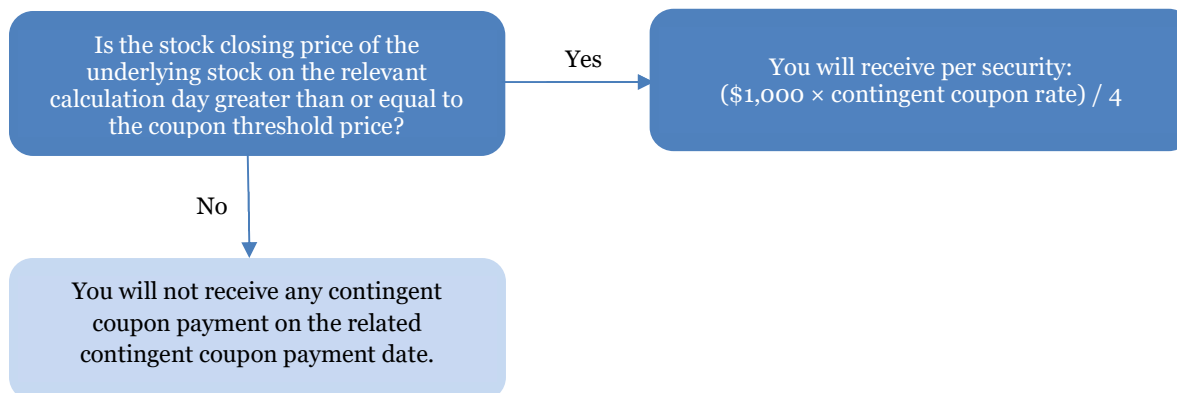 Is the stock closing price of the
underlying stock on the relevant
calculation day greater than or equal to
the coupon threshold price?
Yes
You will receive per security:
($1,000 × contingent coupon rate) / 4
No
You will not receive any contingent
coupon payment on the related
contingent coupon payment date.